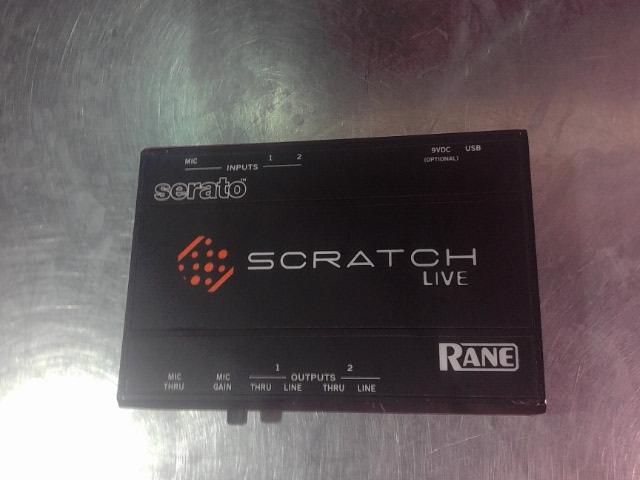 MIC 1 2 9VDC USB
INPUTS (OPTIONAL)
serato™
SCRATCH
LIVE
RANE
1 2
MIC MIC OUTPUTS
THRU GAIN THRU LINE THRU LINE